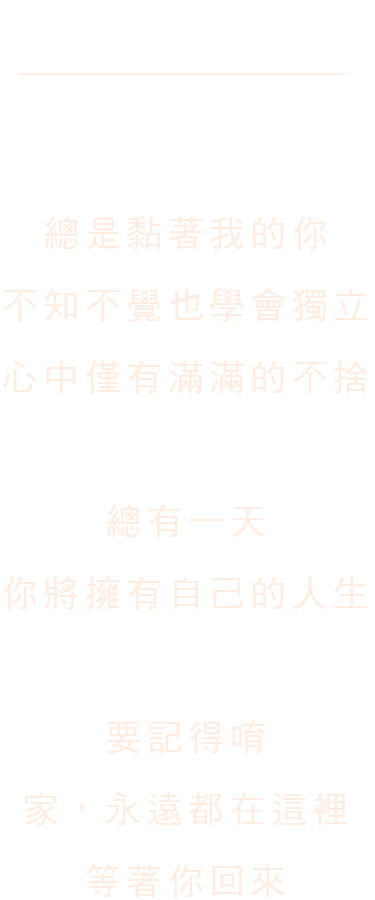 總是黏著我的你
不知不覺也學會獨立
心中僅有滿滿的不捨
總有一天
你將擁有自己的人生
要記得唷
家，永遠都在這裡
等著你回來